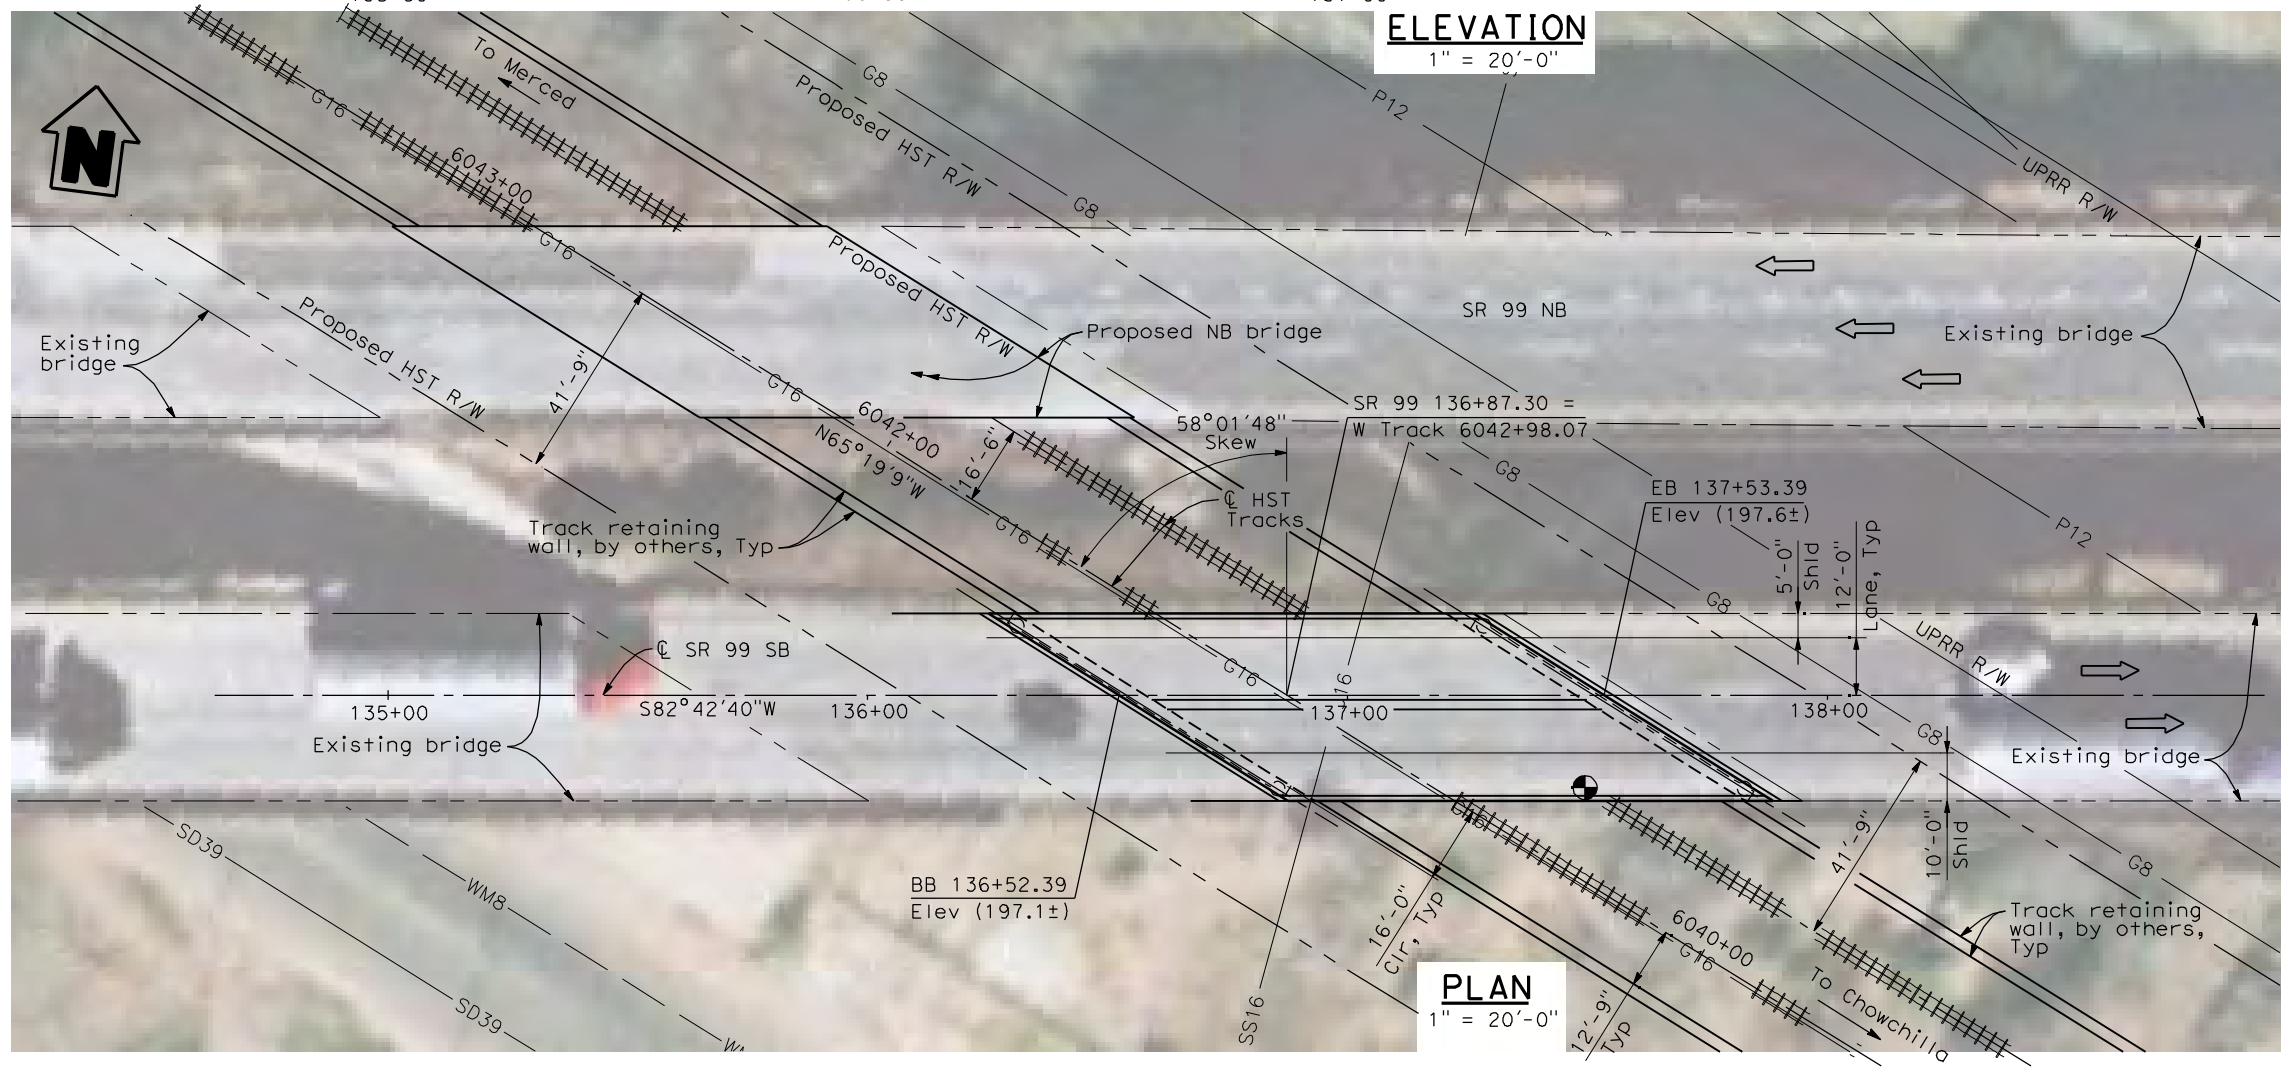 ELEVATION
1" = 20'-0"
To Merced
G16
G8
P12
Proposed HST R/W
UPRR R/W
6043+00
N
G8
G16
Proposed HST R/W
SR 99 NB
Proposed HST R/W
Existing
bridge
Proposed NB bridge
Existing bridge
41'-9"
G16
6042+00
N65°19'9"W
16'-6"
58°01'48"
Skew
SR 99 136+87.30 =
W Track 6042+98.07
G8
EB 137+53.39
Elev (197.6±)
℄ HST
Tracks
G16
Track retaining
wall, by others, Typ
P12
5'-0"
Shld
12'-0"
Lane, Typ
G8
UPRR R/W
℄ SR 99 SB
G16
16
135+00
S82°42'40"W
136+00
137+00
138+00
G8
Existing bridge
Existing bridge
SD39
WM8
G16
41'-9"
10'-0"
Shld
G8
BB 136+52.39
Elev (197.1±)
16'-0"
Clr, Typ
6040+00
G16
Track retaining
wall, by others,
Typ
To Chowchilla
SD39
SS16
12'-9"
Typ
PLAN
1" = 20'-0"